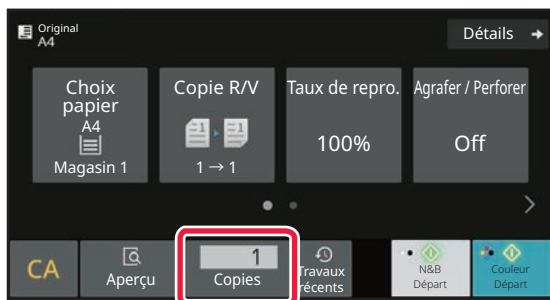 Original
A4
Détails
Choix
papier
A4
Magasin 1
Copie R/V
1 → 1
Taux de repro.
100%
Agrafer / Perforer
Off
CA
Aperçu
1
Copies
Travaux
récents
N&B
Départ
Couleur
Départ